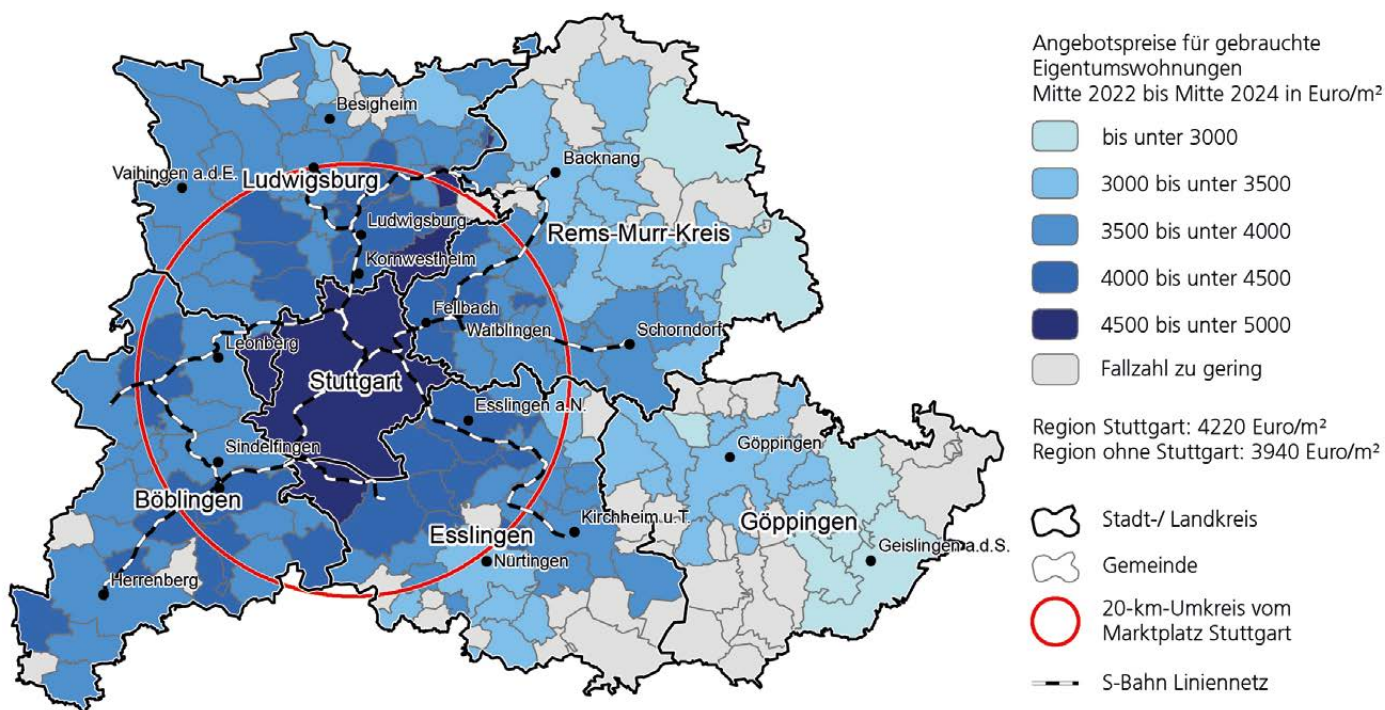 Besigheim
Vaihingen a.d.E.
Ludwigsburg
Backnang
Ludwigsburg
Rems-Murr-Kreis
Kornwestheim
Fellbach
Waiblingen
Schorndorf
Leonberg
Stuttgart
Esslingen a.N.
Göppingen
Sindelfingen
Böblingen
Göppingen
Kirchheim u.T.
Esslingen
Geislingen a.d.S.
Nürtingen
Herrenberg
Angebotspreise für gebrauchte
Eigentumswohnungen
Mitte 2022 bis Mitte 2024 in Euro/m²
bis unter 3000
3000 bis unter 3500
3500 bis unter 4000
4000 bis unter 4500
4500 bis unter 5000
Fallzahl zu gering
Region Stuttgart: 4220 Euro/m²
Region ohne Stuttgart: 3940 Euro/m²
Stadt-/ Landkreis
Gemeinde
20-km-Umkreis vom
Marktplatz Stuttgart
S-Bahn Liniennetz